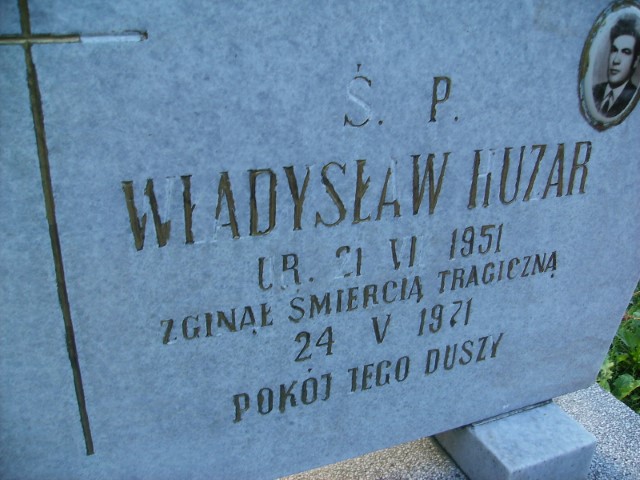 Ś. P.
WŁADYSŁAW HUZAR
UR. 21 VI 1951
ZGINĄŁ ŚMIERCIĄ TRAGICZNĄ
24 V 1971
POKÓJ JEGO DUSZY